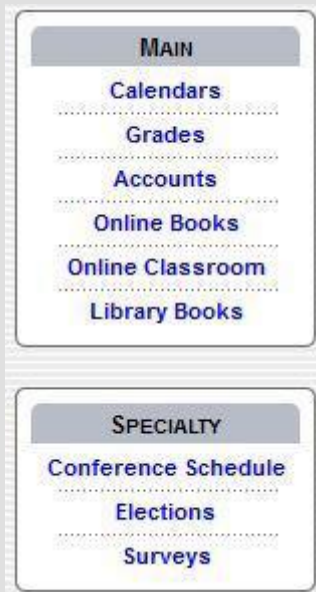 MAIN
Calendars
Grades
Accounts
Online Books
Online Classroom
Library Books
SPECIALTY
Conference Schedule
Elections
Surveys